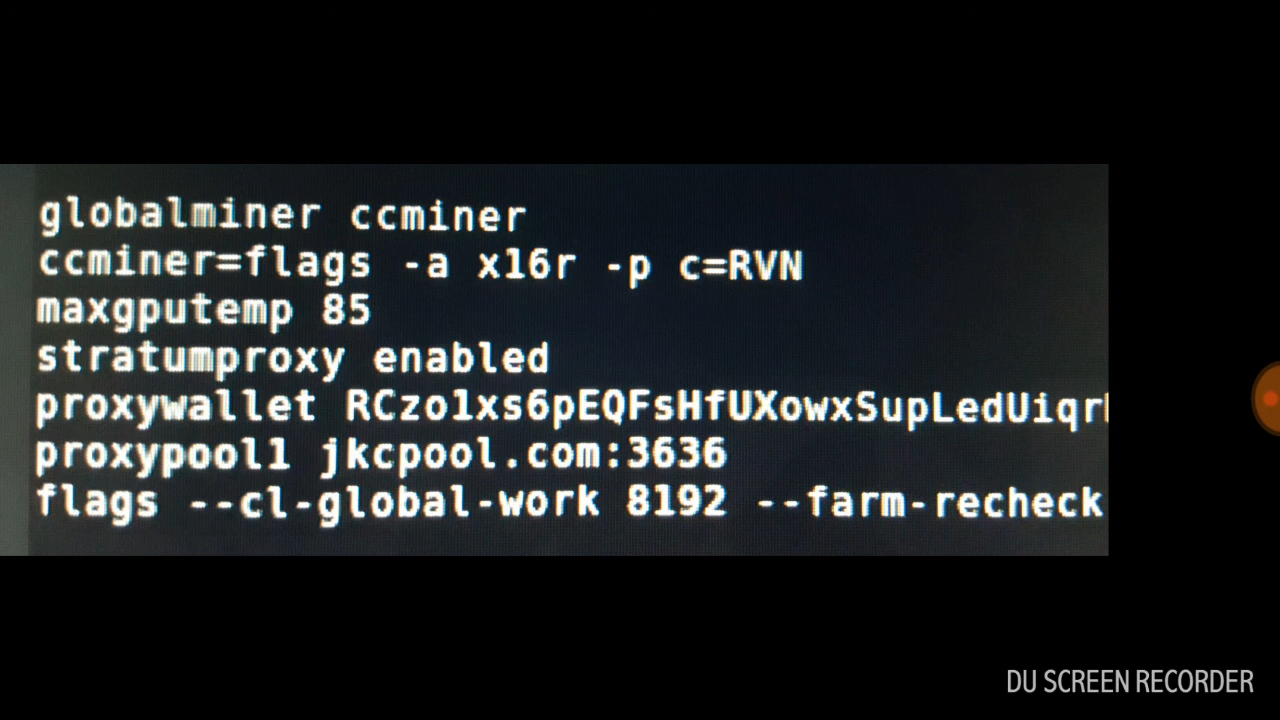 globalminer ccminer
ccminer=flags -a x16r -p c=RVN
maxgputemp 85
stratumproxy enabled
proxywallet
proxypool1 jkcpool.com:3636
flags --cl-global-work 8192 --farm-recheck
DU SCREEN RECORDER